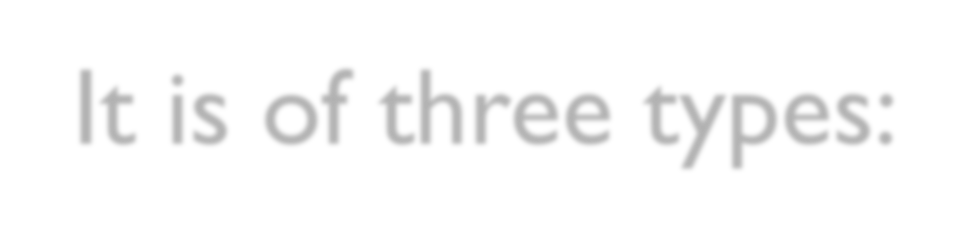 It is of three types: